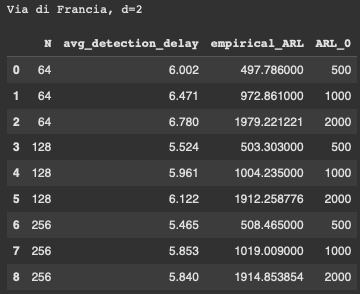 Via di Francia, d=2
N avg_detection_delay empirical_ARL ARL_0
0 64 6.002 497.786000 500
1 64 6.471 972.861000 1000
2 64 6.780 1979.221221 2000
3 128 5.524 503.303000 500
4 128 5.961 1004.235000 1000
5 128 6.122 1912.258776 2000
6 256 5.465 508.465000 500
7 256 5.853 1019.009000 1000
8 256 5.840 1914.853854 2000